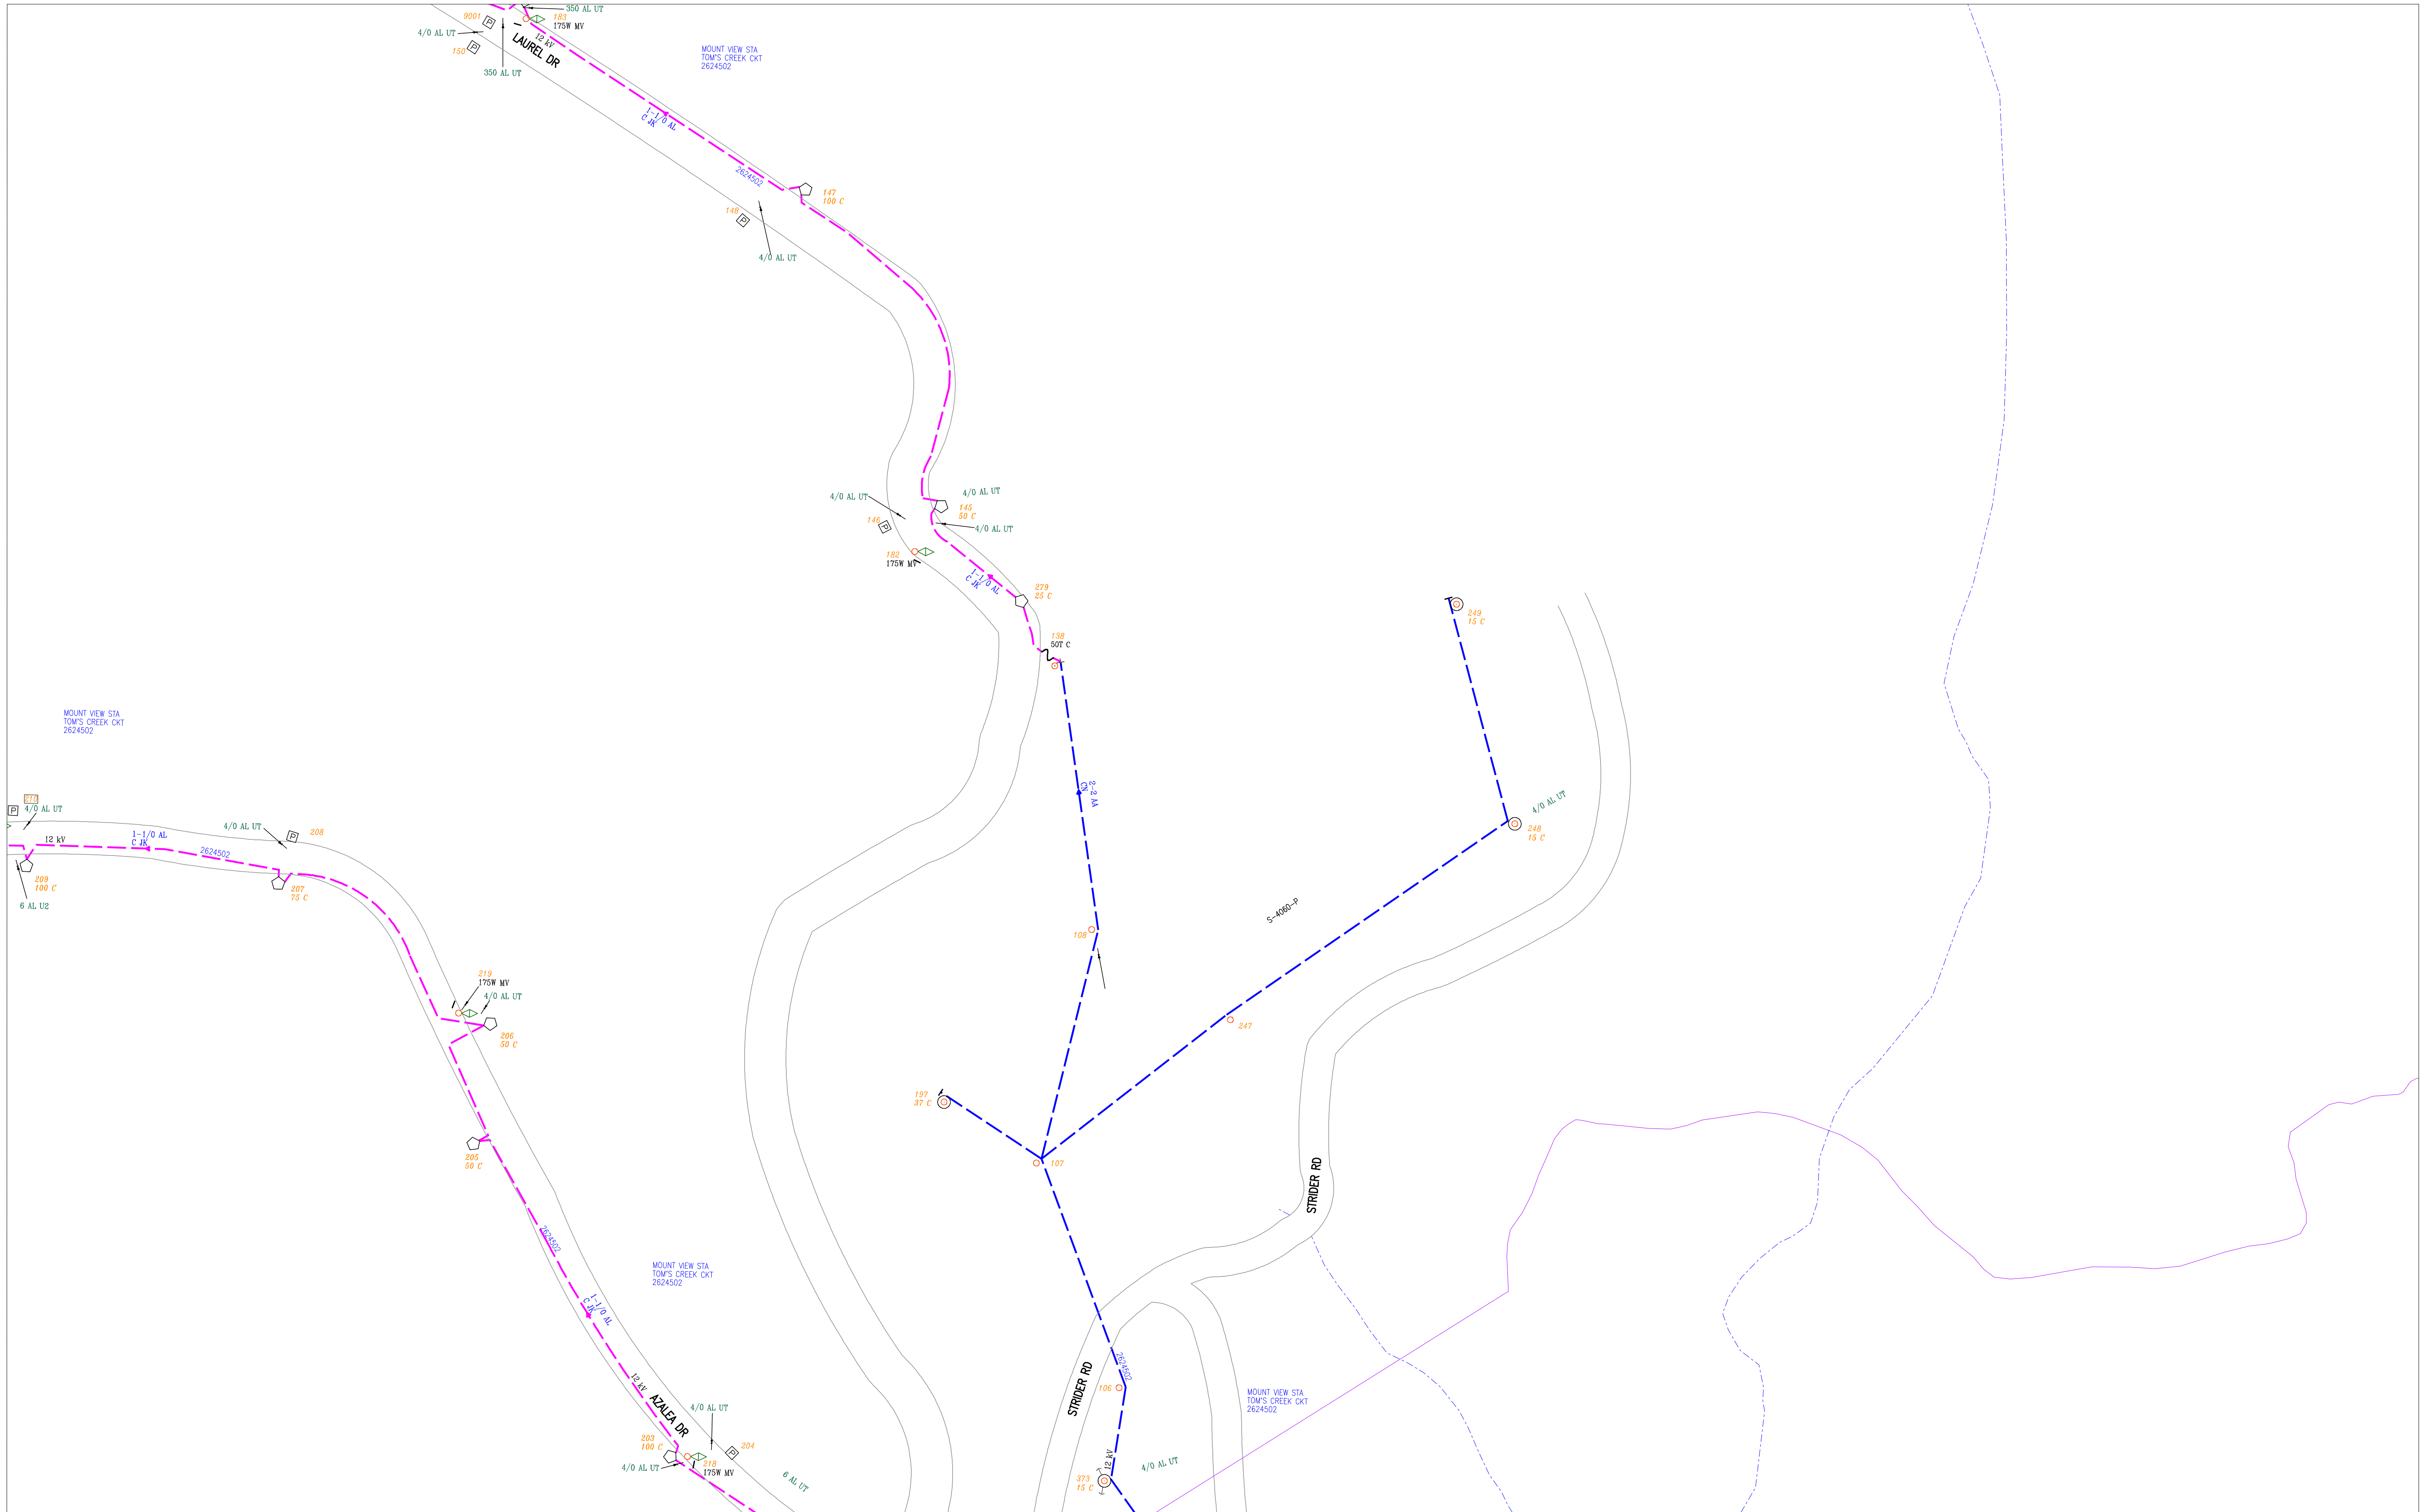 350 AL UT
9001
P
183
175W MV
4/0 AL UT
150
P
12 kV
LAUREL DR
350 AL UT
MOUNT VIEW STA
TOM'S CREEK CKT
2624502
1-1/0 AL
C JK
2624502
147
100 C
148
P
4/0 AL UT
4/0 AL UT
4/0 AL UT
145
50 C
146
P
4/0 AL UT
182
175W MV
1-1/0 AL
C JK
279
25 C
249
15 C
138
50T C
MOUNT VIEW STA
TOM'S CREEK CKT
2624502
2-2 AA
CN
210
P
4/0 AL UT
12 kV
1-1/0 AL
C JK
2624502
4/0 AL UT
P
208
4/0 AL UT
248
15 C
209
100 C
6 AL U2
207
75 C
S-4060-P
108
219
175W MV
4/0 AL UT
206
50 C
247
197
37 C
107
205
50 C
STRIDER RD
2624502
MOUNT VIEW STA
TOM'S CREEK CKT
2624502
1-1/0 AL
C JK
2624502
106
STRIDER RD
MOUNT VIEW STA
TOM'S CREEK CKT
2624502
12 kV
AZALEA DR
4/0 AL UT
203
100 C
P
204
4/0 AL UT
218
175W MV
6 AL UT
12 kV
4/0 AL UT
373
15 C